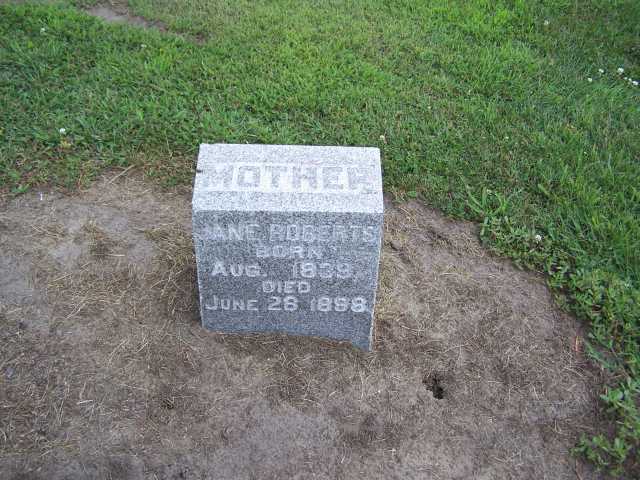 MOTHER
JANE ROBERTS
BORN
AUG. 1839
DIED
JUNE 28 1898